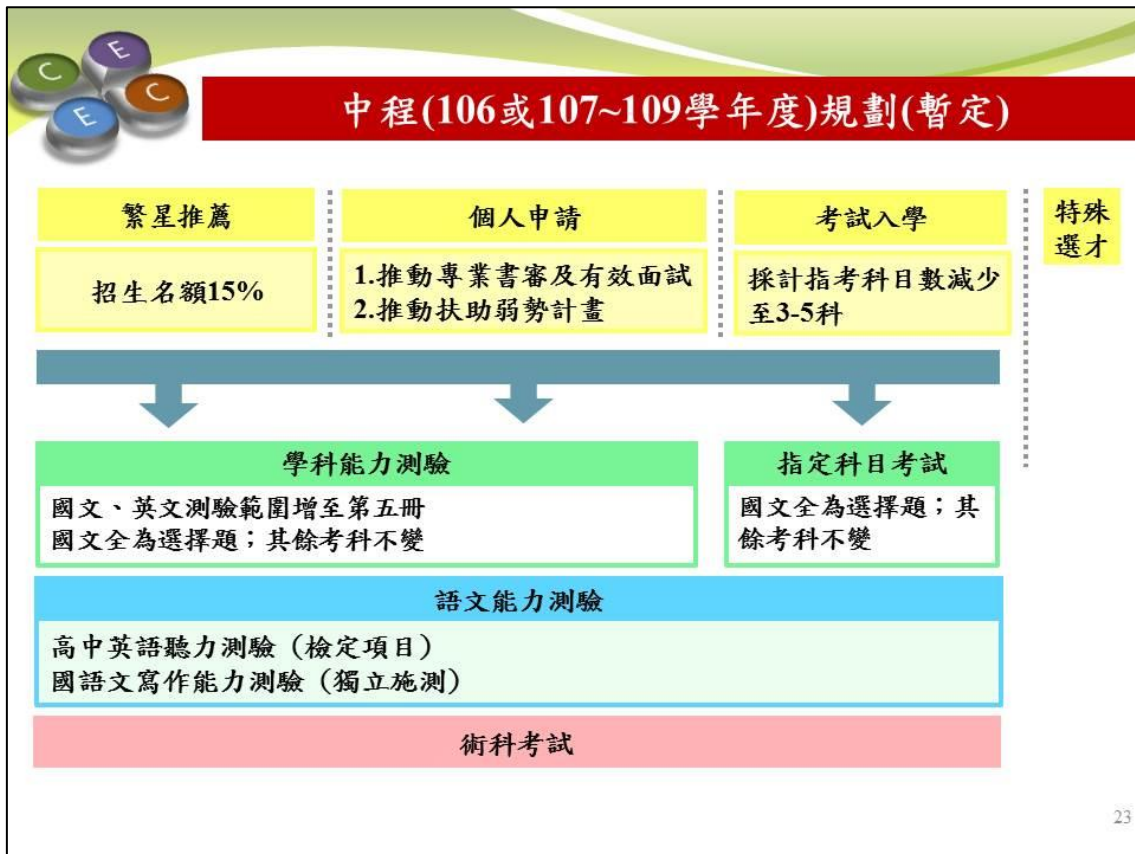 C
E
E
C
中程(106或107~109學年度)規劃(暫定)
繁星推薦
招生名額15%
個人申請
1.推動專業書審及有效面試
2.推動扶助弱勢計畫
考試入學
採計指考科目數減少
至3-5科
特殊
選才
學科能力測驗
國文、英文測驗範圍增至第五冊
國文全為選擇題；其餘考科不變
指定科目考試
國文全為選擇題；其
餘考科不變
語文能力測驗
高中英語聽力測驗（檢定項目）
國語文寫作能力測驗（獨立施測）
術科考試
23